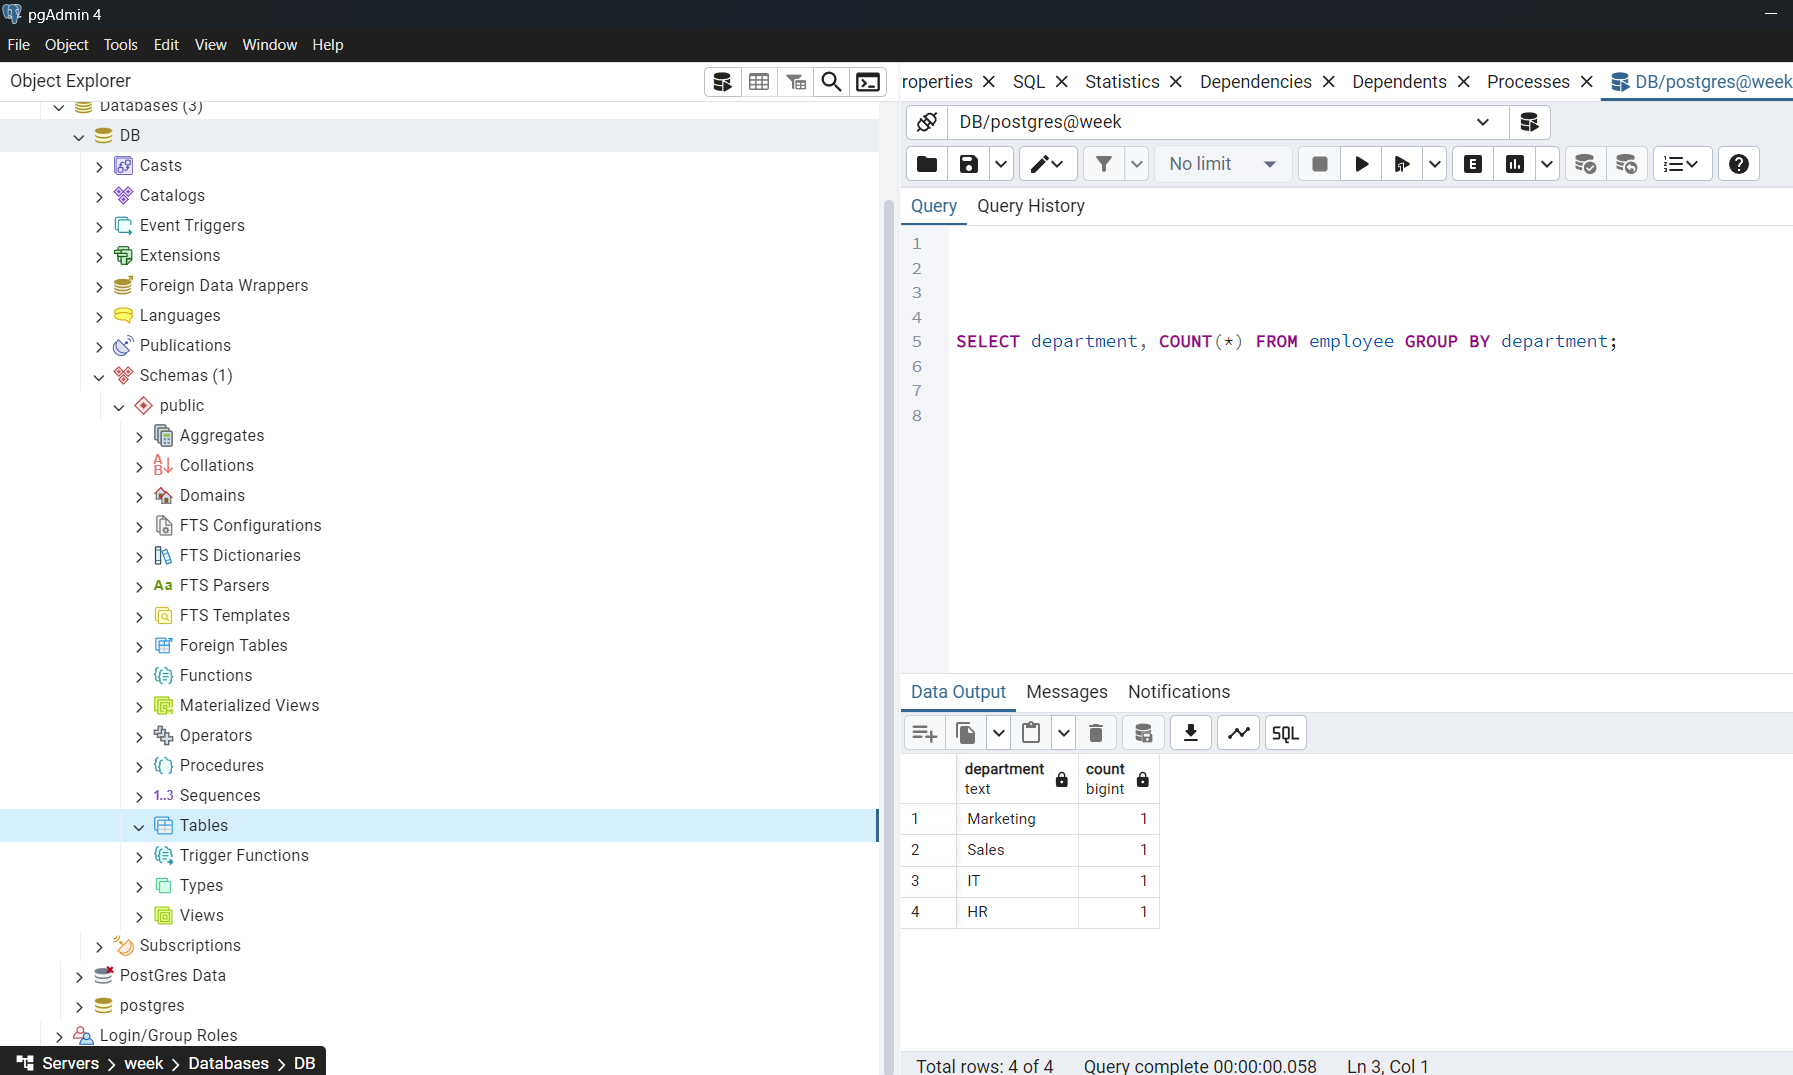 pgAdmin 4
File Object Tools Edit View Window Help
Object Explorer
Databases (3)
DB
Casts
Catalogs
Event Triggers
Extensions
Foreign Data Wrappers
Languages
Publications
Schemas (1)
public
Aggregates
Collations
Domains
FTS Configurations
FTS Dictionaries
Aa FTS Parsers
FTS Templates
Foreign Tables
Functions
Materialized Views
Operators
Procedures
1..3 Sequences
Tables
Trigger Functions
Types
Views
Subscriptions
PostGres Data
postgres
Login/Group Roles
Servers > week > Databases > DB
roperties SQL Statistics Dependencies Dependents Processes DB/postgres@week
DB/postgres@week
No limit E
Query Query History
1
2
3
4
5 SELECT department, COUNT(*) FROM employee GROUP BY department;
6
7
8
Data Output Messages Notifications
SQL
department count
text bigint
1 Marketing 1
2 Sales 1
3 IT 1
4 HR 1
Total rows: 4 of 4 Query complete 00:00:00.058 Ln 3, Col 1